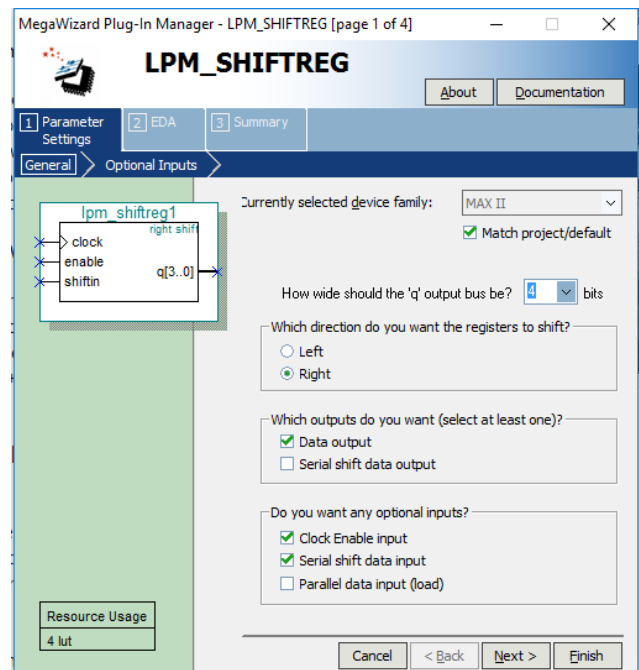 MegaWizard Plug-In Manager - LPM_SHIFTREG [page 1 of 4]
LPM_SHIFTREG
About
Documentation
1 Parameter Settings
2 EDA
3 Summary
General
Optional Inputs
lpm_shiftreg1
right shift
clock
enable
shiftin
q[3..0]
Currently selected device family:
MAX II
Match project/default
How wide should the 'q' output bus be?
4
bits
Which direction do you want the registers to shift?
Left
Right
Which outputs do you want (select at least one)?
Data output
Serial shift data output
Do you want any optional inputs?
Clock Enable input
Serial shift data input
Parallel data input (load)
Resource Usage
4 lut
Cancel
< Back
Next >
Finish